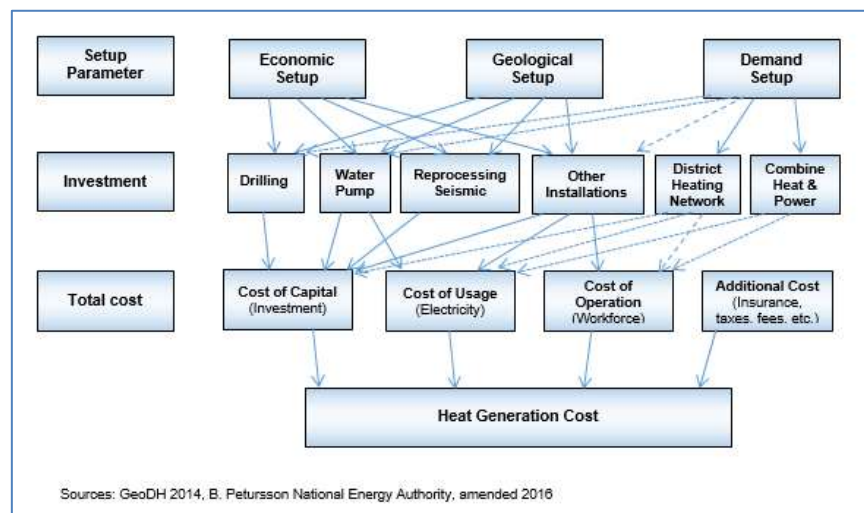 Setup
Parameter
Economic
Setup
Geological
Setup
Demand
Setup
Investment
Drilling
Water
Pump
Reprocessing
Seismic
Other
Installations
District
Heating
Network
Combine
Heat &
Power
Total cost
Cost of Capital
(Investment)
Cost of Usage
(Electricity)
Cost of
Operation
(Workforce)
Additional Cost
(Insurance,
taxes, fees, etc.)
Heat Generation Cost
Sources: GeoDH 2014, B. Petursson National Energy Authority, amended 2016